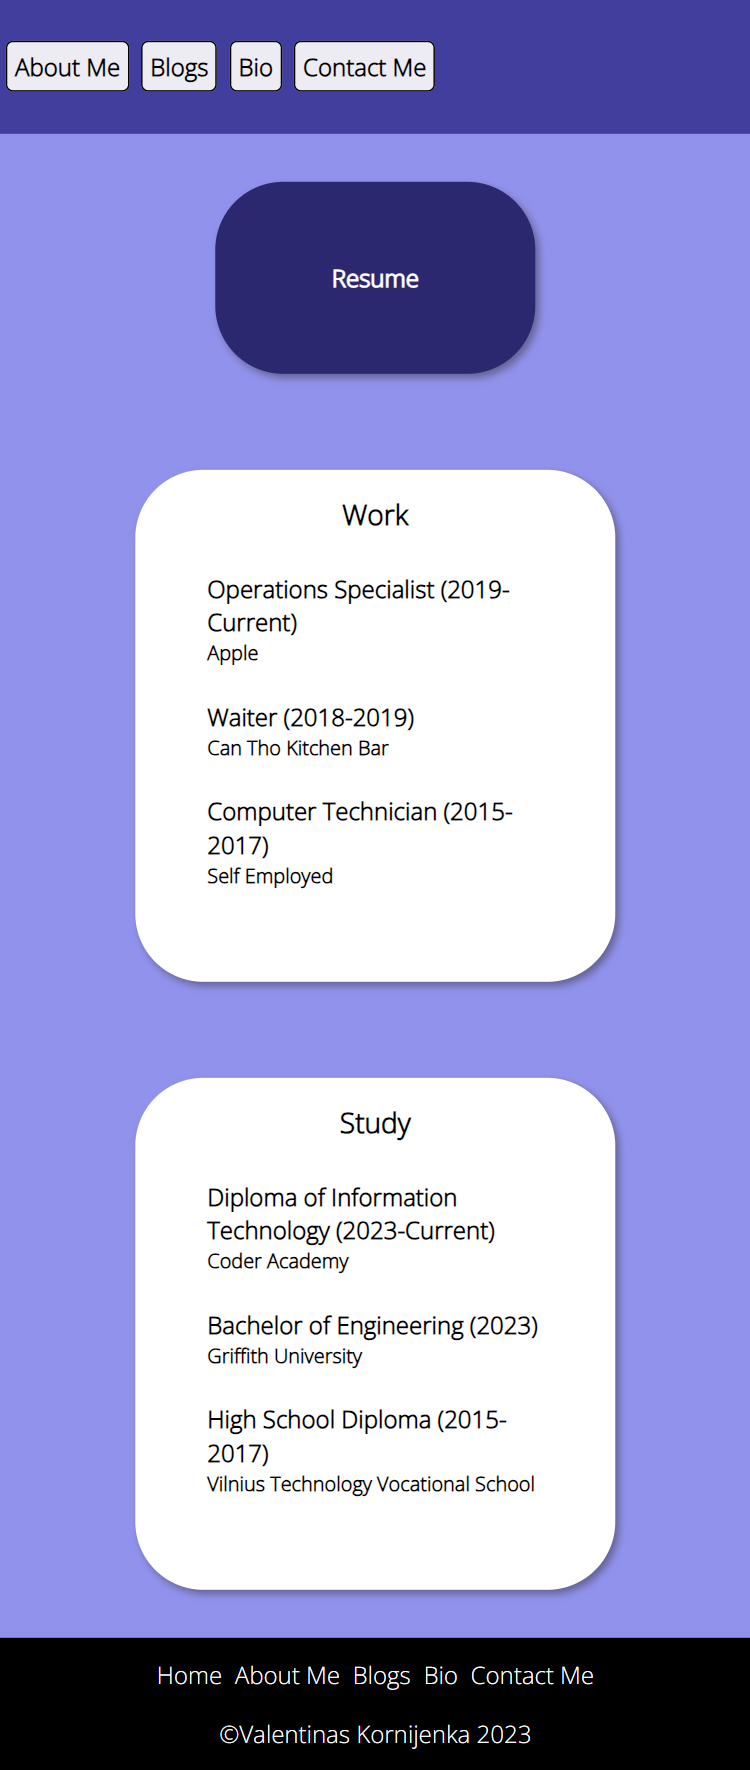 About Me Blogs Bio Contact Me
Resume
Work
Operations Specialist (2019-
Current)
Apple
Waiter (2018-2019)
Can Tho Kitchen Bar
Computer Technician (2015-
2017)
Self Employed
Study
Diploma of Information
Technology (2023-Current)
Coder Academy
Bachelor of Engineering (2023)
Griffith University
High School Diploma (2015-
2017)
Vilnius Technology Vocational School
Home About Me Blogs Bio Contact Me
©Valentinas Kornijenka 2023